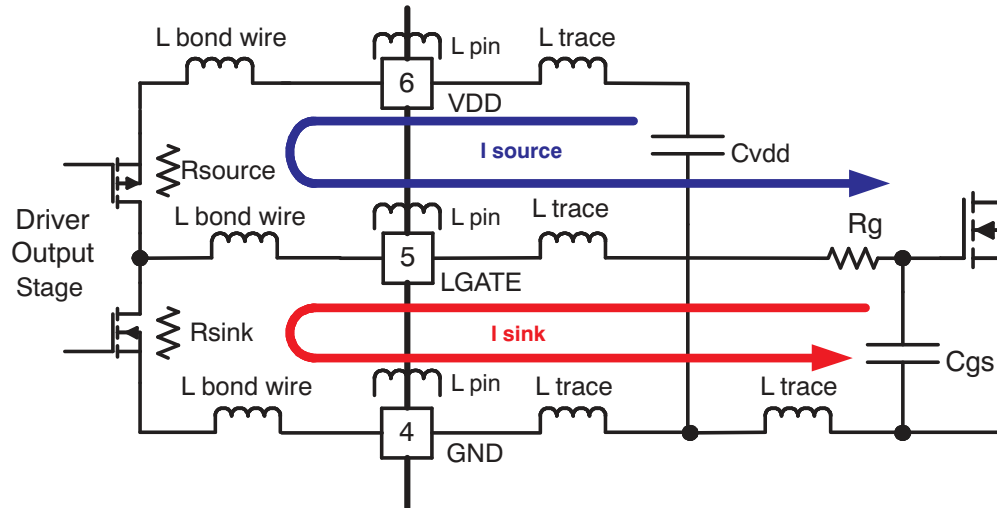 L bond wire
L pin
L trace
6
VDD
I source
Cvdd
Rsource
L bond wire
L pin
L trace
Rg
Driver
Output
Stage
5
LGATE
Rsink
I sink
L bond wire
L pin
L trace
L trace
Cgs
4
GND